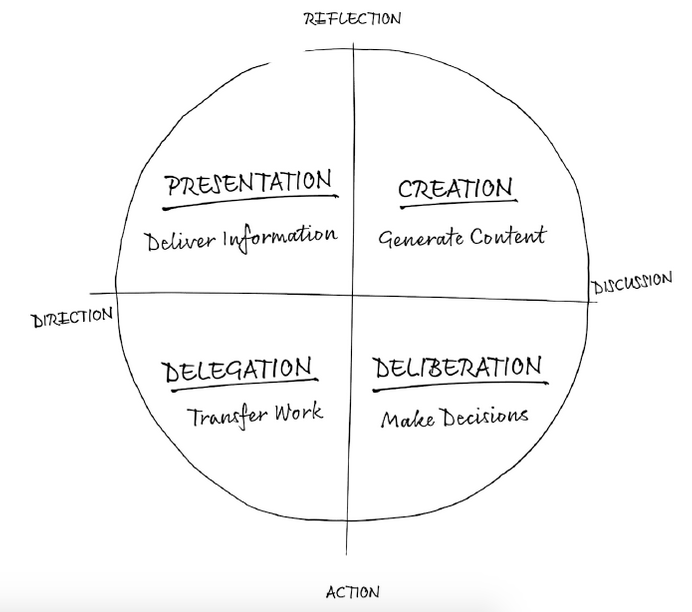 REFLECTION
PRESENTATION
Deliver Information
CREATION
Generate Content
DIRECTION
DISCUSSION
DELEGATION
Transfer Work
DELIBERATION
Make Decisions
ACTION